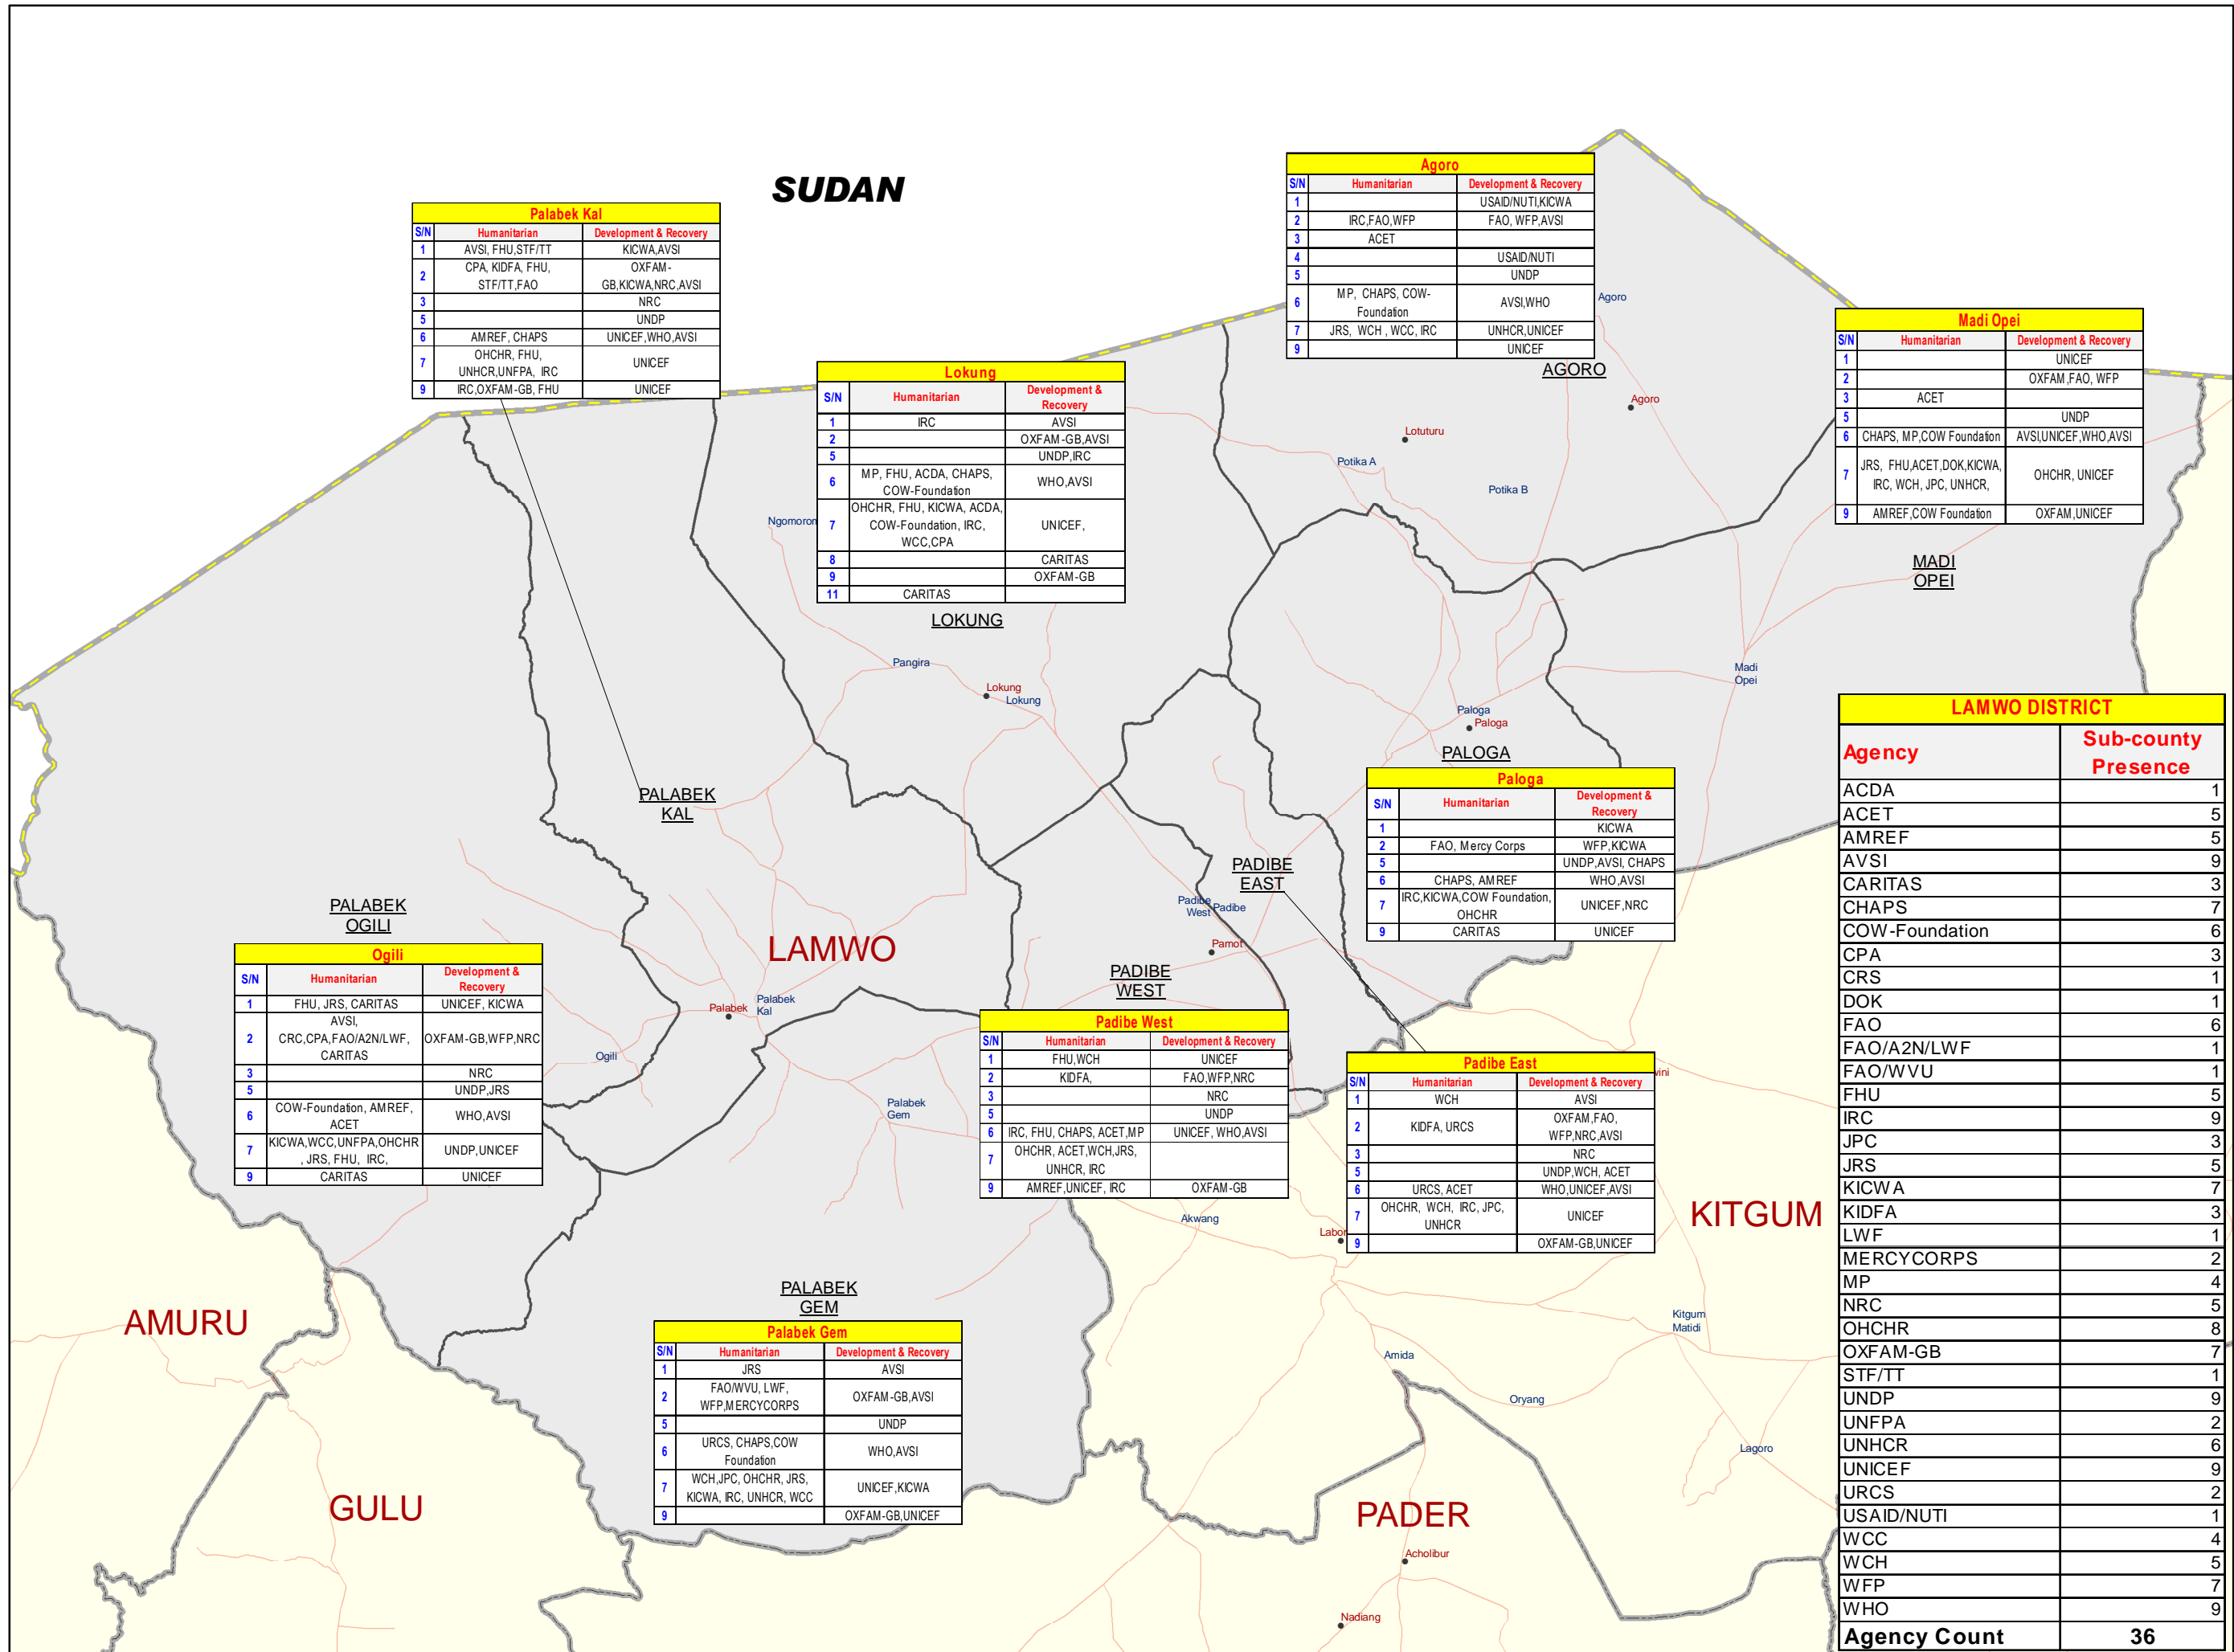 SUDAN
Palabek Kal
S/N Humanitarian Development & Recovery
1 AVSI, FHU,STF/TT KICWA,AVSI
2 CPA, KIDFA, FHU, STF/TT,FAO OXFAM-GB,KICWA,NRC,AVSI
3 NRC
5 UNDP
6 AMREF, CHAPS UNICEF,WHO,AVSI
7 OHCHR, FHU, UNHCR,UNFPA, IRC UNICEF
9 IRC,OXFAM-GB, FHU UNICEF
Agoro
S/N Humanitarian Development & Recovery
1 USAID/NUTI,KICWA
2 IRC,FAO,WFP FAO, WFP,AVSI
3 ACET
4 USAID/NUTI
5 UNDP
6 MP, CHAPS, COW-Foundation AVSI,WHO
7 JRS, WCH , WCC, IRC UNHCR,UNICEF
9 UNICEF
Agoro
AGORO
Agoro
Lotuturu
Potika A
Potika B
Madi Opei
S/N Humanitarian Development & Recovery
1 UNICEF
2 OXFAM,FAO, WFP
3 ACET
5 UNDP
6 CHAPS, MP,COW Foundation AVSI,UNICEF,WHO,AVSI
7 JRS, FHU,ACET,DOK,KICWA, IRC, WCH, JPC, UNHCR, OHCHR, UNICEF
9 AMREF,COW Foundation OXFAM,UNICEF
MADI
OPEI
Madi
Opei
Lokung
S/N Humanitarian Development & Recovery
1 IRC AVSI
2 OXFAM-GB,AVSI
5 UNDP,IRC
6 MP, FHU, ACDA, CHAPS, COW-Foundation WHO,AVSI
7 OHCHR, FHU, KICWA, ACDA, COW-Foundation, IRC, WCC,CPA UNICEF,
8 CARITAS
9 OXFAM-GB
11 CARITAS
Ngomorom
LOKUNG
Pangira
Lokung
Lokung
Paloga
Paloga
PALOGA
Paloga
S/N Humanitarian Development & Recovery
1 KICWA
2 FAO, Mercy Corps WFP,KICWA
5 UNDP,AVSI, CHAPS
6 CHAPS, AMREF WHO,AVSI
7 IRC,KICWA,COW Foundation, OHCHR UNICEF,NRC
9 CARITAS UNICEF
PALABEK
KAL
PADIBE
EAST
Padibe
West
Padibe
Pamot
PADIBE
WEST
PALABEK
OGILI
LAMWO
Ogili
S/N Humanitarian Development & Recovery
1 FHU, JRS, CARITAS UNICEF, KICWA
2 AVSI, CRC,CPA,FAO/A2N/LWF, CARITAS OXFAM-GB,WFP,NRC
3 NRC
5 UNDP,JRS
6 COW-Foundation, AMREF, ACET WHO,AVSI
7 KICWA,WCC,UNFPA,OHCHR , JRS, FHU, IRC, UNDP,UNICEF
9 CARITAS UNICEF
Palabek
Palabek
Kal
Ogili
Palabek
Gem
Padibe West
S/N Humanitarian Development & Recovery
1 FHU,WCH UNICEF
2 KIDFA, FAO,WFP,NRC
3 NRC
5 UNDP
6 IRC, FHU, CHAPS, ACET,MP UNICEF, WHO,AVSI
7 OHCHR, ACET,WCH,JRS, UNHCR, IRC
9 AMREF,UNICEF, IRC OXFAM-GB
Padibe East
S/N Humanitarian Development & Recovery
1 WCH AVSI
2 KIDFA, URCS OXFAM,FAO, WFP,NRC,AVSI
3 NRC
5 UNDP,WCH, ACET
6 URCS, ACET WHO,UNICEF,AVSI
7 OHCHR, WCH, IRC, JPC, UNHCR UNICEF
9 OXFAM-GB,UNICEF
Akwang
KITGUM
PALABEK
GEM
Palabek Gem
S/N Humanitarian Development & Recovery
1 JRS AVSI
2 FAO/WVU, LWF, WFP,MERCYCORPS OXFAM-GB,AVSI
5 UNDP
6 URCS, CHAPS,COW Foundation WHO,AVSI
7 WCH,JPC, OHCHR, JRS, KICWA, IRC, UNHCR, WCC UNICEF,KICWA
9 OXFAM-GB,UNICEF
AMURU
GULU
PADER
Kitgum
Matidi
Amida
Oryang
Lagoro
Acholibur
Nadiang
LAMWO DISTRICT
Agency Sub-county Presence
ACDA 1
ACET 5
AMREF 5
AVSI 9
CARITAS 3
CHAPS 7
COW-Foundation 6
CPA 3
CRS 1
DOK 1
FAO 6
FAO/A2N/LWF 1
FAO/WVU 1
FHU 5
IRC 9
JPC 3
JRS 5
KICWA 7
KIDFA 3
LWF 1
MERCYCORPS 2
MP 4
NRC 5
OHCHR 8
OXFAM-GB 7
STF/TT 1
UNDP 9
UNFPA 2
UNHCR 6
UNICEF 9
URCS 2
USAID/NUTI 1
WCC 4
WCH 5
WFP 7
WHO 9
Agency Count 36